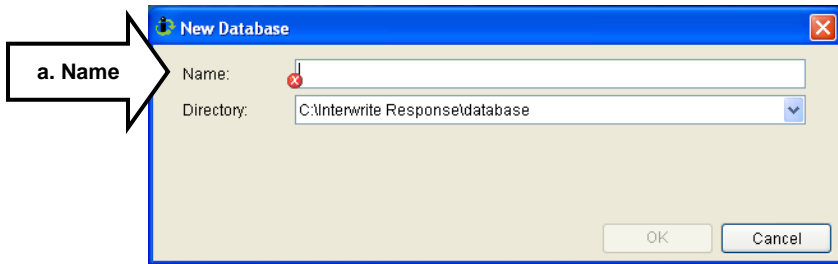 New Database
a. Name
Name:
Directory: C:\Interwrite Response\database
OK Cancel